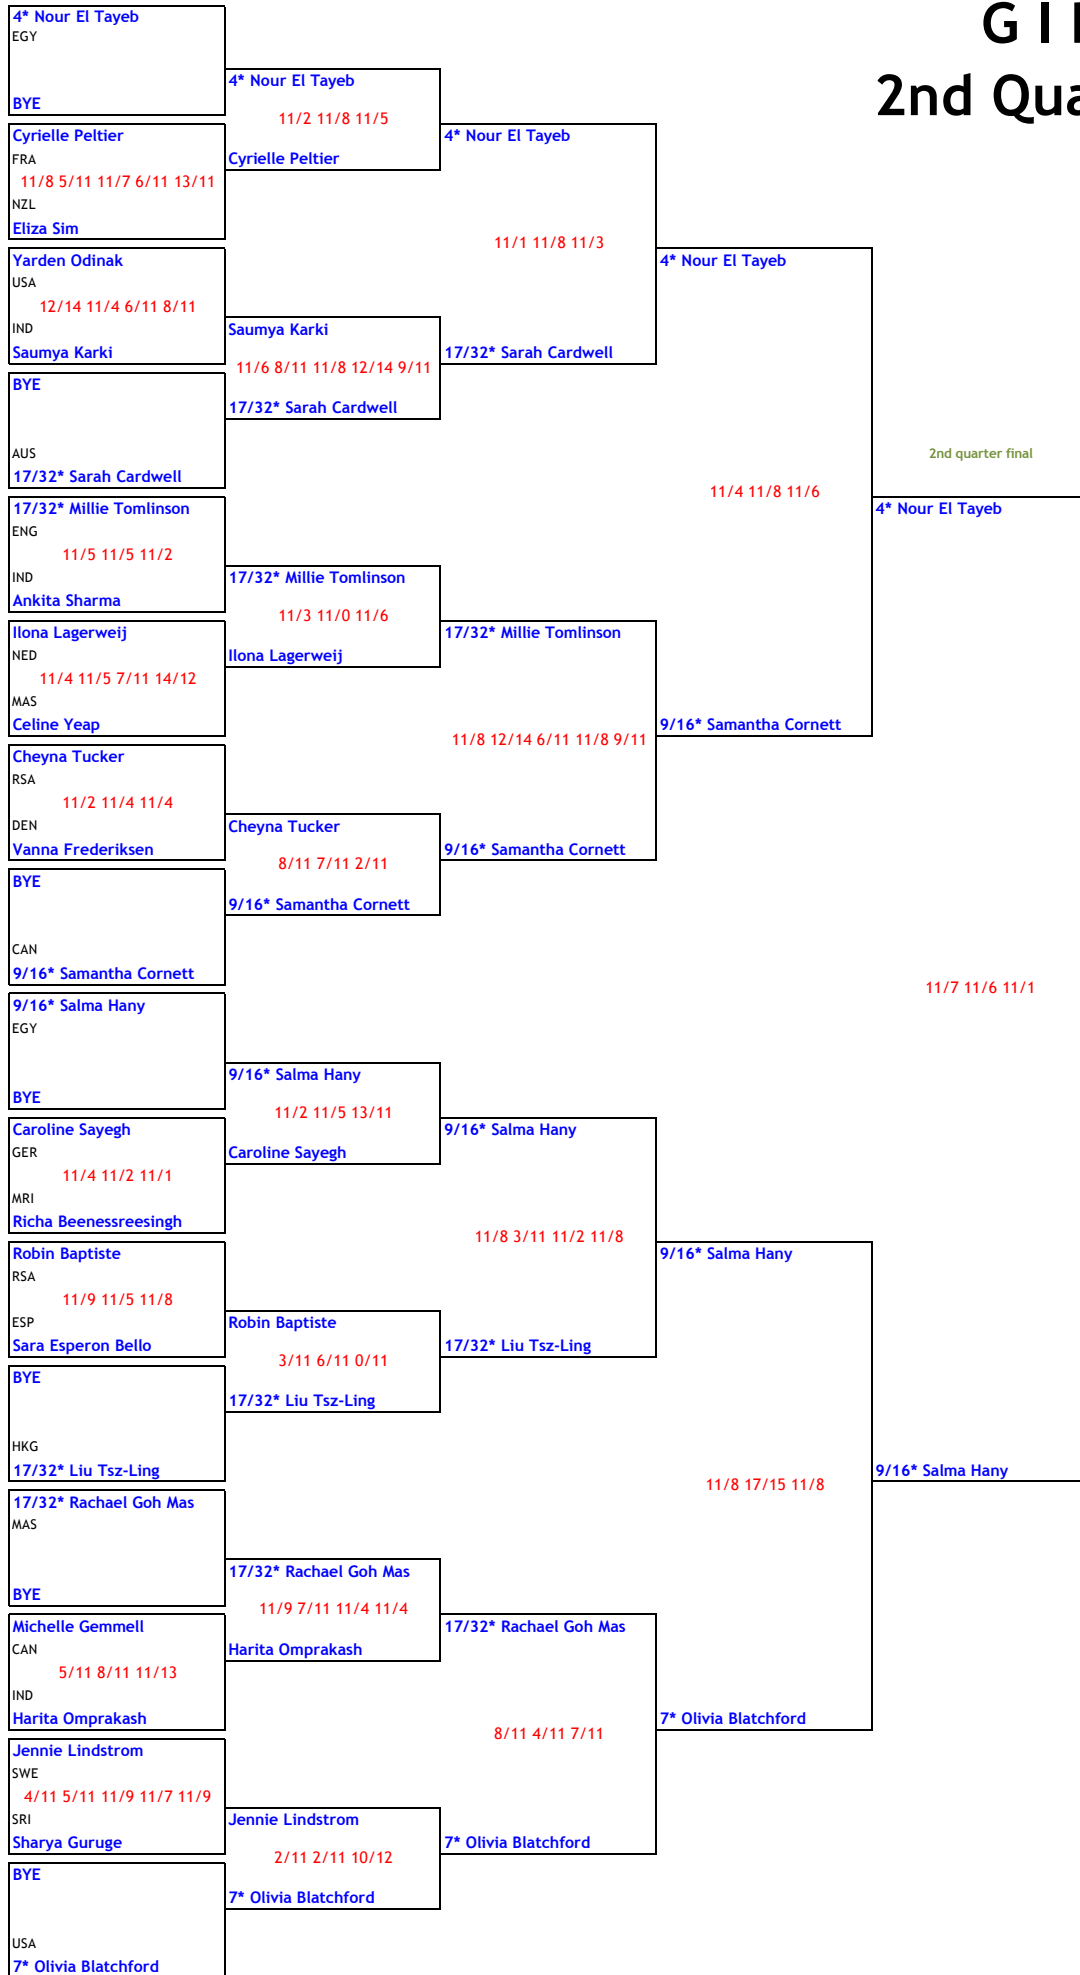 G I
2nd Qua
4* Nour El Tayeb
EGY
BYE
Cyrielle Peltier
FRA
11/8 5/11 11/7 6/11 13/11
NZL
Eliza Sim
Yarden Odinak
USA
12/14 11/4 6/11 8/11
IND
Saumya Karki
BYE
AUS
17/32* Sarah Cardwell
17/32* Millie Tomlinson
ENG
11/5 11/5 11/2
IND
Ankita Sharma
Ilona Lagerweij
NED
11/4 11/5 7/11 14/12
MAS
Celine Yeap
Cheyna Tucker
RSA
11/2 11/4 11/4
DEN
Vanna Frederiksen
BYE
CAN
9/16* Samantha Cornett
9/16* Salma Hany
EGY
BYE
Caroline Sayegh
GER
11/4 11/2 11/1
MRI
Richa Beenessreesingh
Robin Baptiste
RSA
11/9 11/5 11/8
ESP
Sara Esperon Bello
BYE
HKG
17/32* Liu Tsz-Ling
17/32* Rachael Goh Mas
MAS
BYE
Michelle Gemmell
CAN
5/11 8/11 11/13
IND
Harita Omprakash
Jennie Lindstrom
SWE
4/11 5/11 11/9 11/7 11/9
SRI
Sharya Guruge
BYE
USA
7* Olivia Blatchford
4* Nour El Tayeb
11/2 11/8 11/5
Cyrielle Peltier
Saumya Karki
11/6 8/11 11/8 12/14 9/11
17/32* Sarah Cardwell
17/32* Millie Tomlinson
11/3 11/0 11/6
Ilona Lagerweij
Cheyna Tucker
8/11 7/11 2/11
9/16* Samantha Cornett
9/16* Salma Hany
11/2 11/5 13/11
Caroline Sayegh
Robin Baptiste
3/11 6/11 0/11
17/32* Liu Tsz-Ling
17/32* Rachael Goh Mas
11/9 7/11 11/4 11/4
Harita Omprakash
Jennie Lindstrom
2/11 2/11 10/12
7* Olivia Blatchford
4* Nour El Tayeb
11/1 11/8 11/3
17/32* Sarah Cardwell
17/32* Millie Tomlinson
11/8 12/14 6/11 11/8 9/11
9/16* Samantha Cornett
9/16* Salma Hany
11/8 3/11 11/2 11/8
17/32* Liu Tsz-Ling
17/32* Rachael Goh Mas
8/11 4/11 7/11
7* Olivia Blatchford
4* Nour El Tayeb
11/4 11/8 11/6
9/16* Samantha Cornett
9/16* Salma Hany
11/8 17/15 11/8
7* Olivia Blatchford
2nd quarter final
4* Nour El Tayeb
11/7 11/6 11/1
9/16* Salma Hany